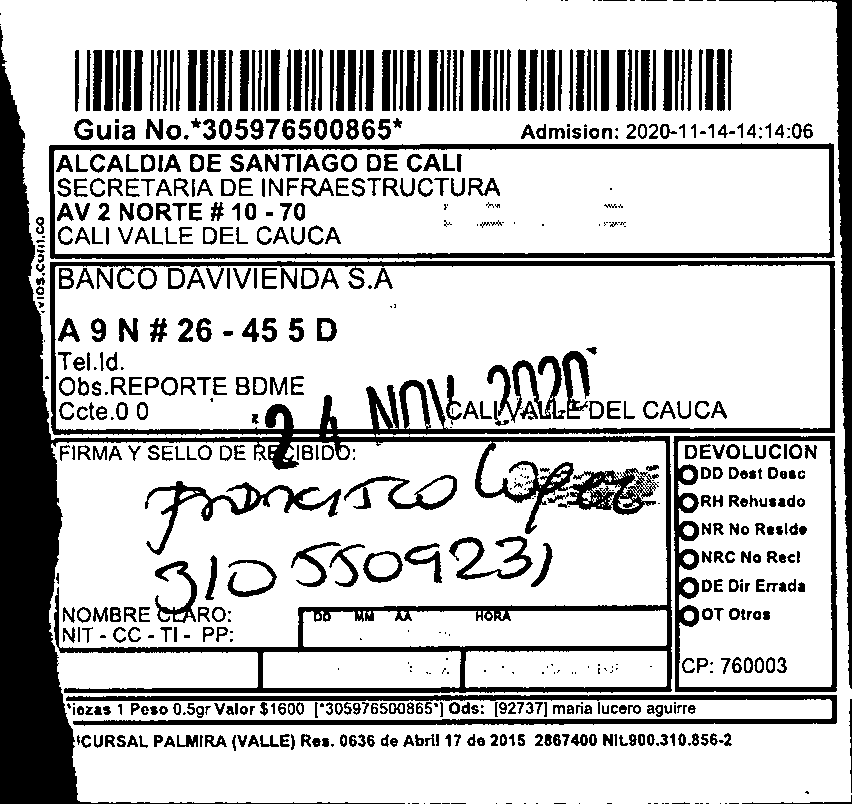 Guia No.*305976500865*
Admision: 2020-11-14-14:14:06
ALCALDIA DE SANTIAGO DE CALI
SECRETARIA DE INFRAESTRUCTURA
AV 2 NORTE # 10 - 70
CALI VALLE DEL CAUCA
vios.com.co
BANCO DAVIVIENDA S.A
A 9 N # 26 - 45 5 D
Tel.Id.
Obs.REPORTE BDME
Ccte.0 0
24 NOV 2020
CALI VALLE DEL CAUCA
FIRMA Y SELLO DE RECIBIDO:
Francisco Lopez
3105509231
NOMBRE CLARO:
NIT - CC - TI - PP:
DD MM AA HORA
DEVOLUCION
DD Dest Desc
RH Rehusado
NR No Reside
NRC No Recl
DE Dir Errada
OT Otros
CP: 760003
iezas 1 Peso 0.5gr Valor $1600 [*305976500865*] Ods: [92737] maria lucero aguirre
CURSAL PALMIRA (VALLE) Res. 0636 de Abril 17 de 2015 2867400 Nit.900.310.856-2